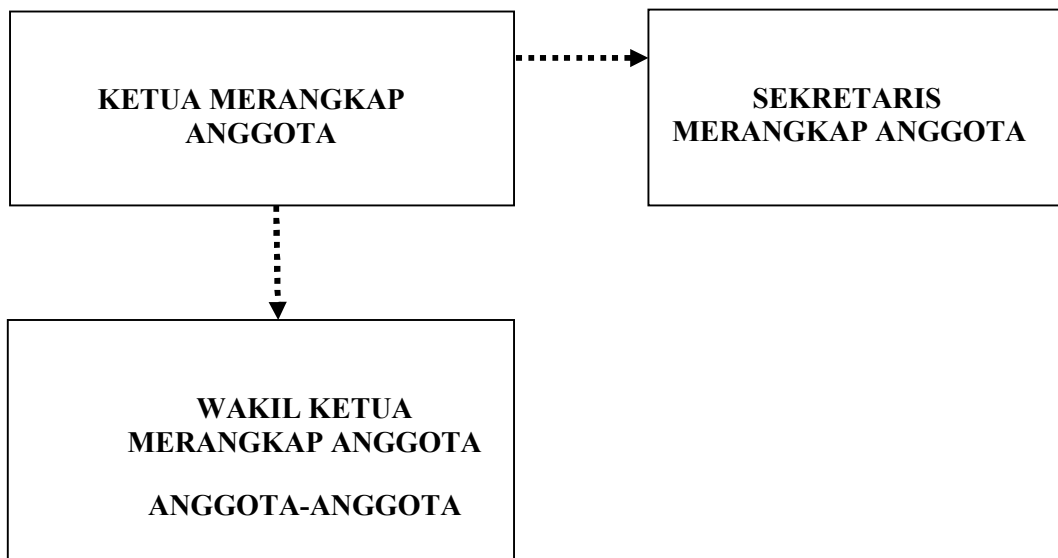 KETUA MERANGKAP
ANGGOTA
SEKRETARIS
MERANGKAP ANGGOTA
WAKIL KETUA
MERANGKAP ANGGOTA
ANGGOTA-ANGGOTA